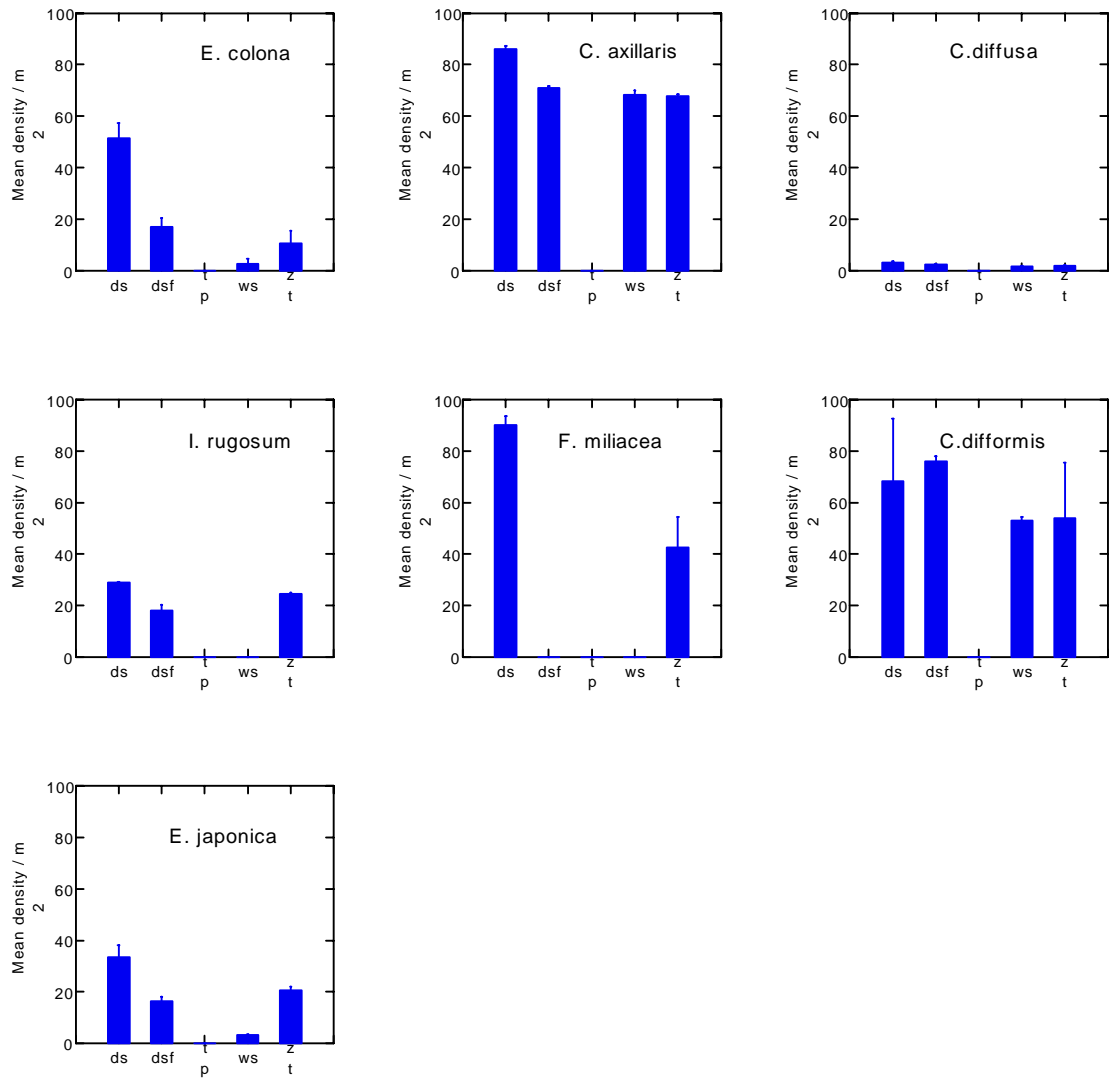 E. colona
Mean density / m
2
100
80
60
40
20
0
ds dsf t ws z
p t
C. axillaris
Mean density / m
2
100
80
60
40
20
0
ds dsf t ws z
p t
C.diffusa
Mean density / m
2
100
80
60
40
20
0
ds dsf t ws z
p t
I. rugosum
Mean density / m
2
100
80
60
40
20
0
ds dsf t ws z
p t
F. miliacea
Mean density / m
2
100
80
60
40
20
0
ds dsf t ws z
p t
C.difformis
Mean density / m
2
100
80
60
40
20
0
ds dsf t ws z
p t
E. japonica
Mean density / m
2
100
80
60
40
20
0
ds dsf t ws z
p t